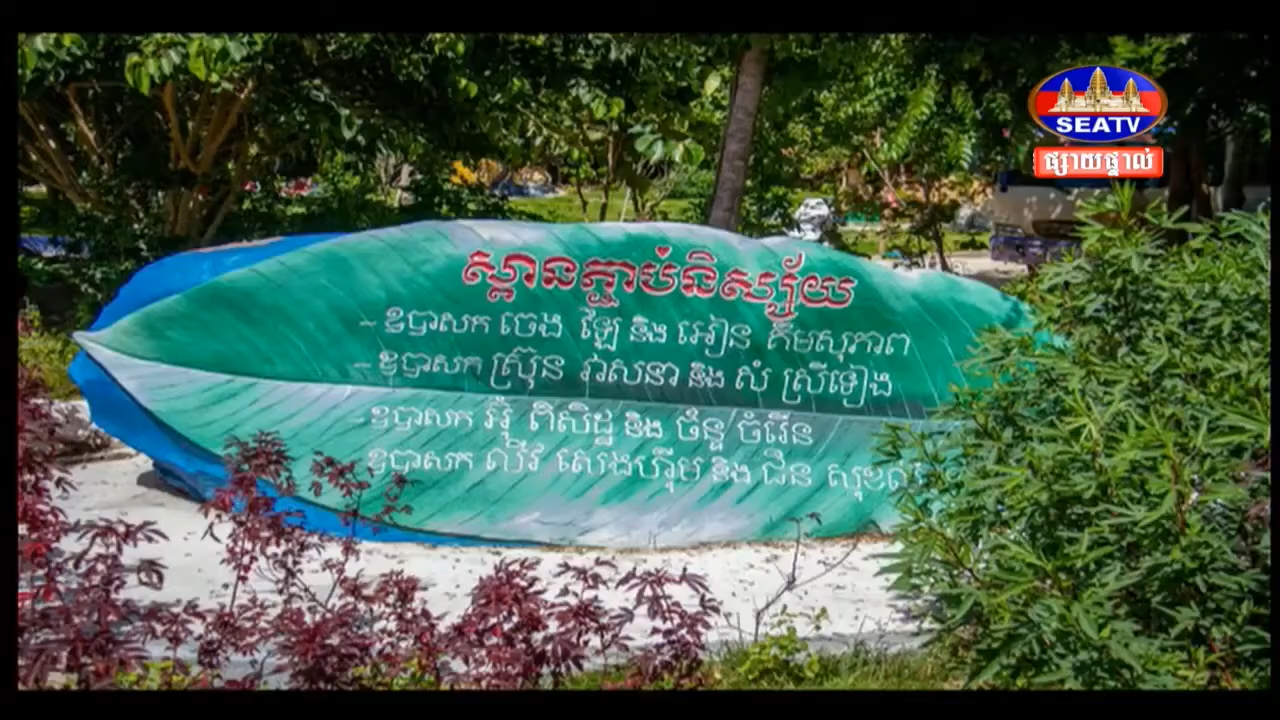 SEATV
ផ្សាយផ្ទាល់
ស្ពានភ្ជាប់និស្ស័យ
- ឧបាសក ចេង ឡៃ និង អៀន គឹមសុភាព
- ឧបាសក ស្រ៊ុន វាសនា និង សំ ស្រីទៀង
- ឧបាសក អ៊ុំ ពិសិដ្ឋ និង ច័ន្ទ ចំរើន
ឧបាសក លីវ សេងហ៊ីម និង ជិន